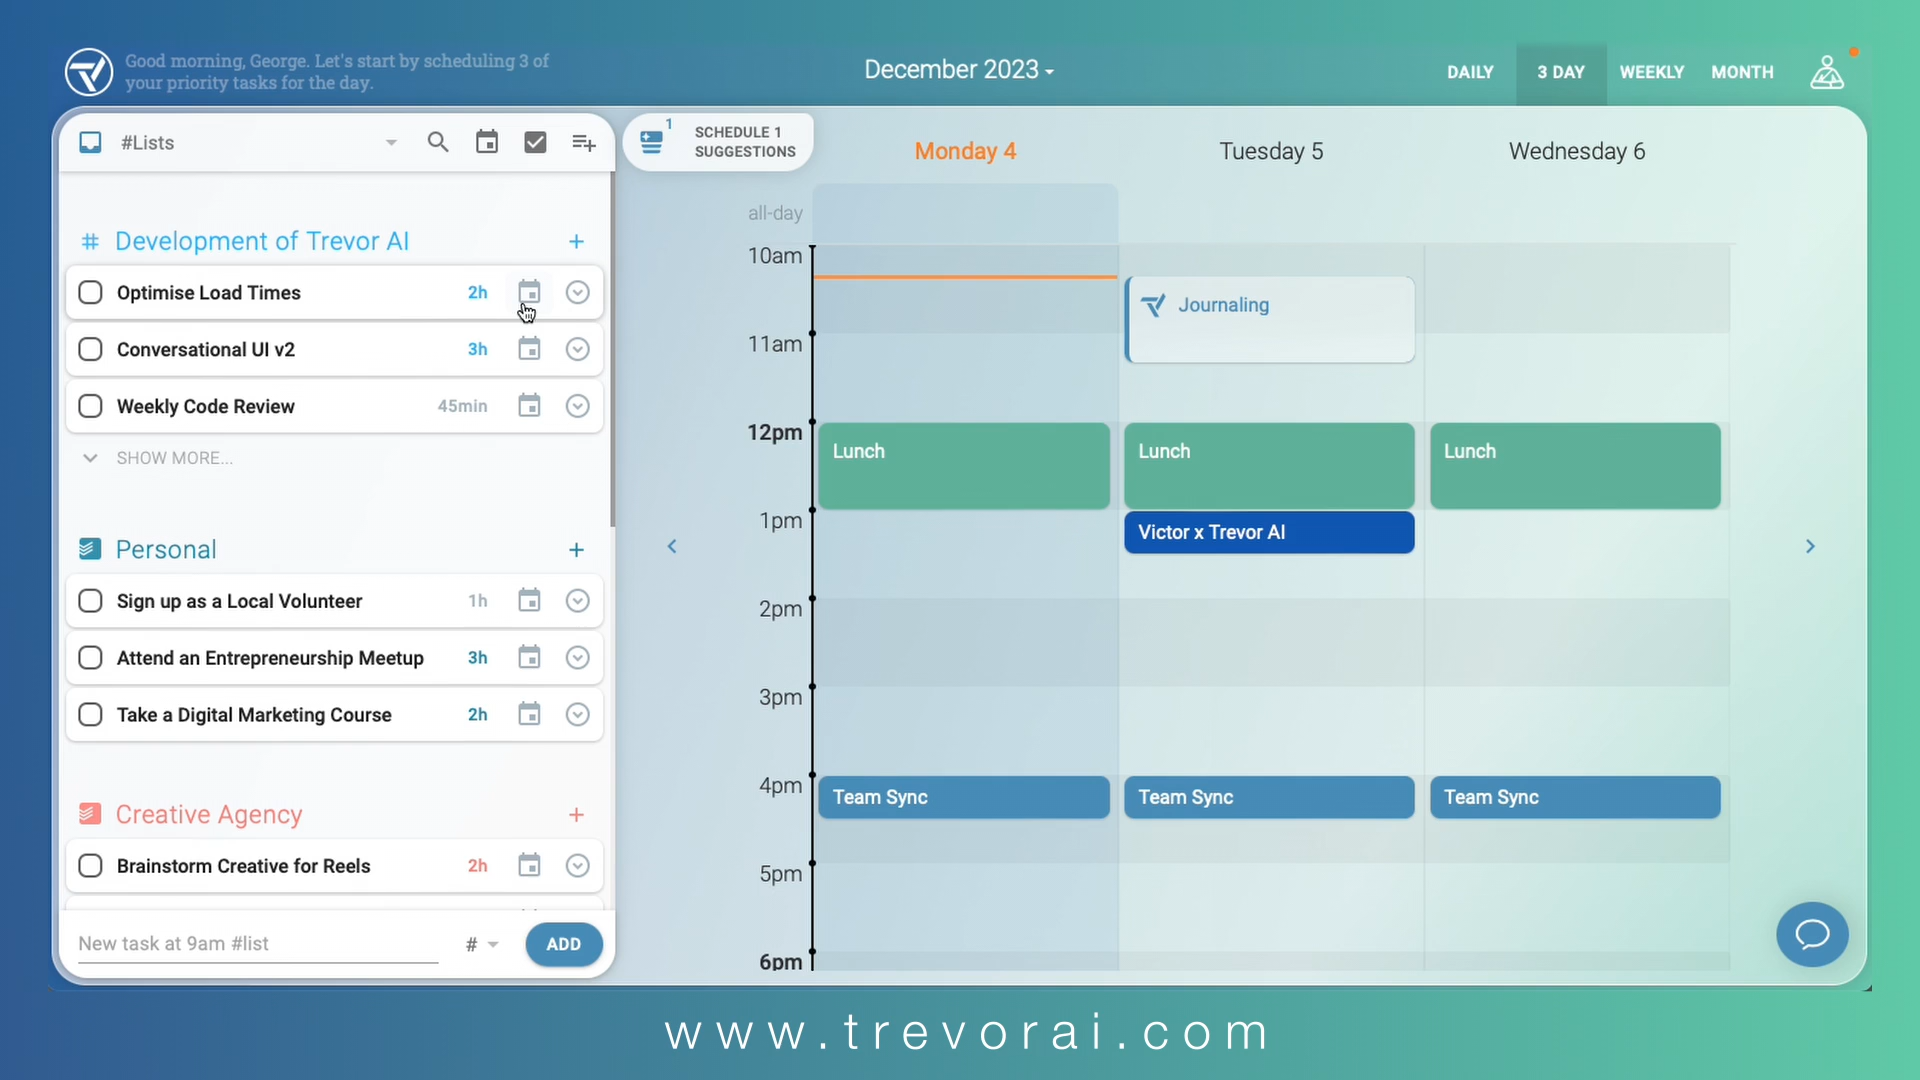 Good morning, George. Let's start by scheduling 3 of
your priority tasks for the day.
December 2023
DAILY
3 DAY
WEEKLY
MONTH
#Lists
1
SCHEDULE 1
SUGGESTIONS
Monday 4
Tuesday 5
Wednesday 6
# Development of Trevor AI +
Optimise Load Times 2h
Conversational UI v2 3h
Weekly Code Review 45min
SHOW MORE...
Personal +
Sign up as a Local Volunteer 1h
Attend an Entrepreneurship Meetup 3h
Take a Digital Marketing Course 2h
Creative Agency +
Brainstorm Creative for Reels 2h
New task at 9am #list
#
ADD
all-day
10am
Journaling
11am
12pm
Lunch
Lunch
Lunch
1pm
Victor x Trevor AI
2pm
3pm
4pm
Team Sync
Team Sync
Team Sync
5pm
6pm
www.trevorai.com